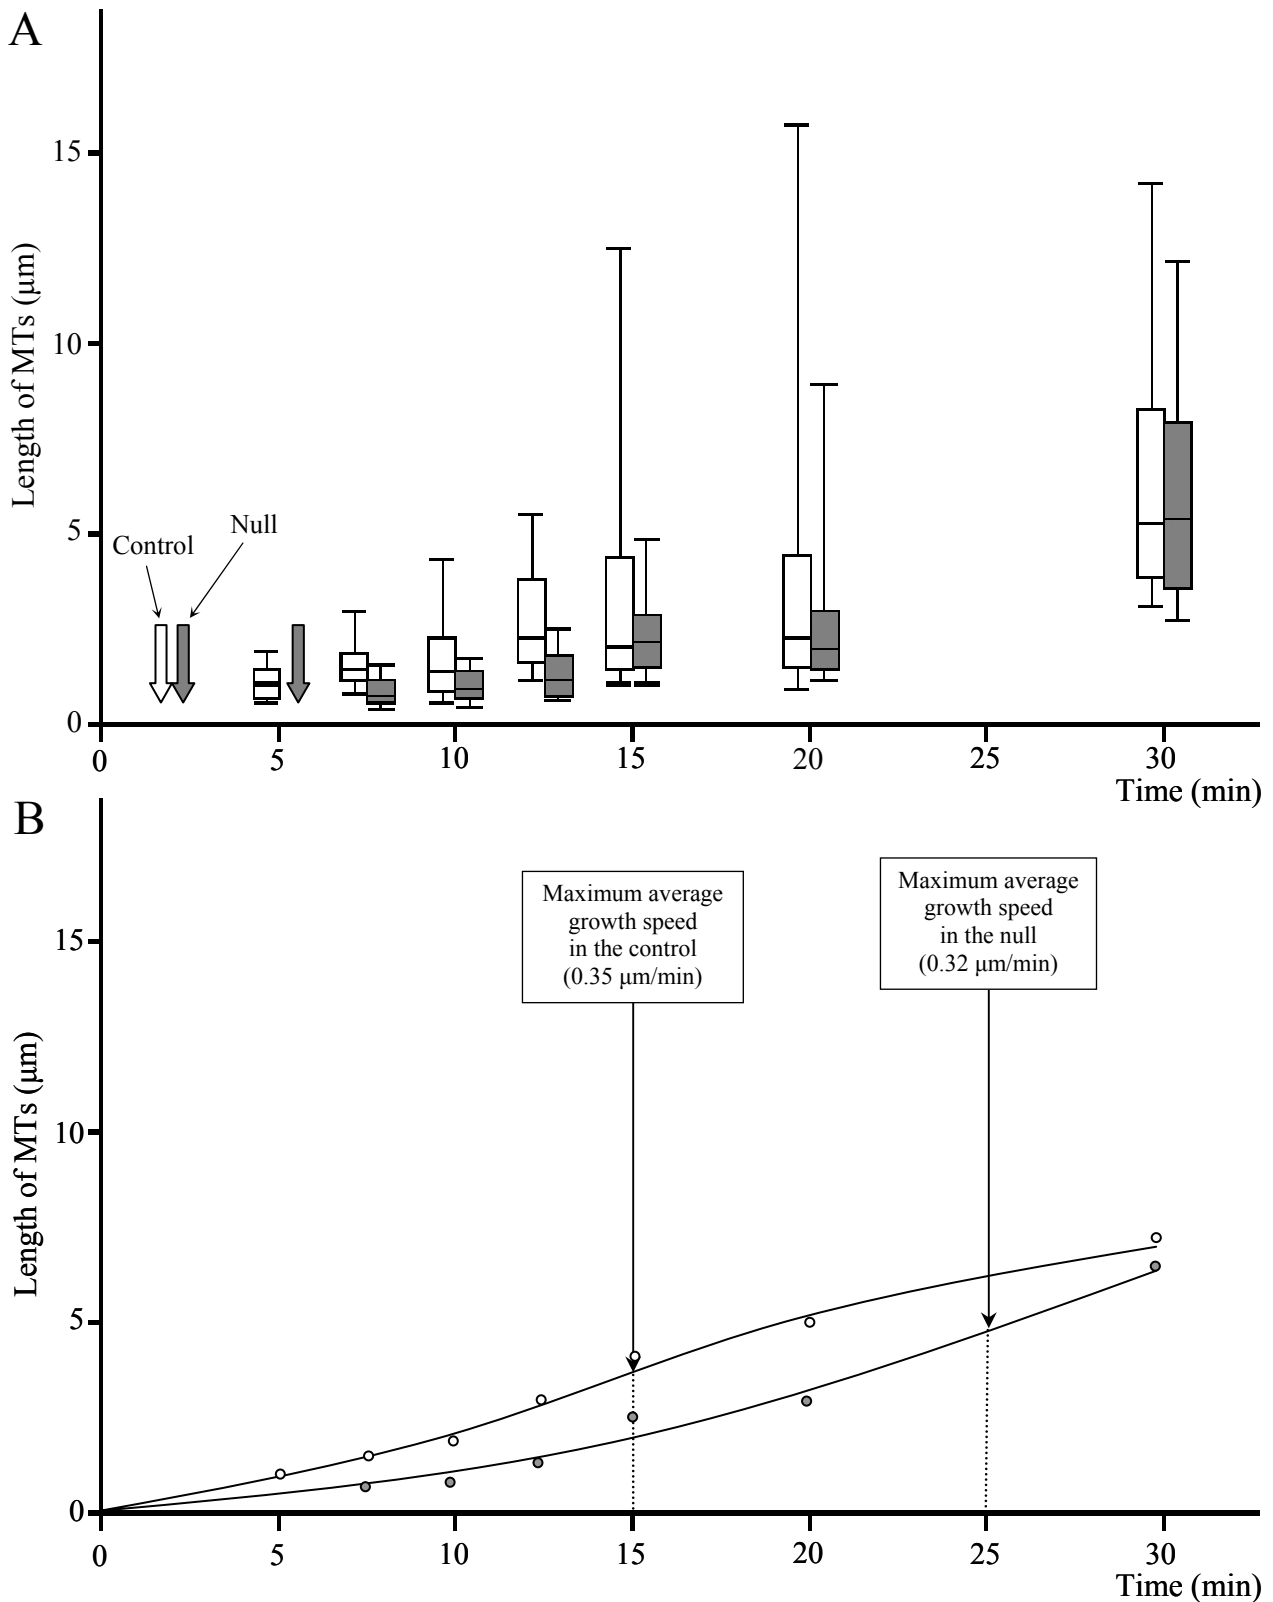 A
15
10
5
0
Length of MTs (μm)
Control
Null
0 5 10 15 20 25 30
Time (min)
B
Maximum average
growth speed
in the control
(0.35 μm/min)
Maximum average
growth speed
in the null
(0.32 μm/min)
15
10
5
0
Length of MTs (μm)
0 5 10 15 20 25 30
Time (min)